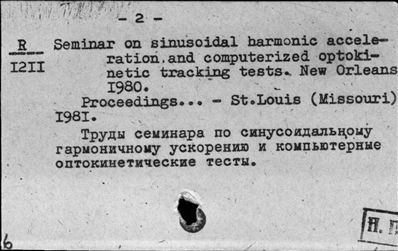 - 2 -
R Seminar on sinusoidal harmonic accele-
I2II ration and computerized optoki-
netic tracking tests. New Orleans
I980.
Proceedings... - St.Louis (Missouri)
I98I.
Труды семинара по синусоидальному
гармоничному ускорению и компьютерные
оптокинетические тесты.
6